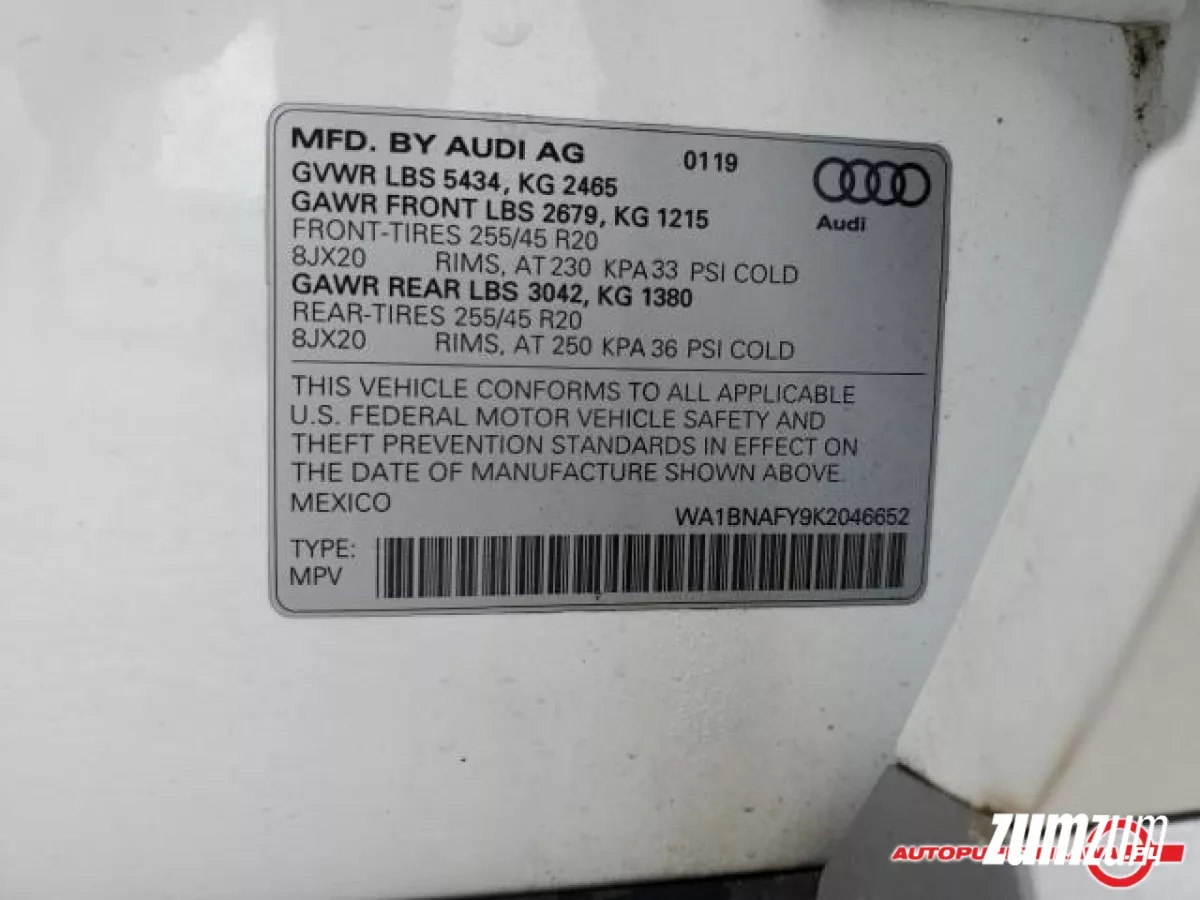 MFD. BY AUDI AG 0119
GVWR LBS 5434, KG 2465
GAWR FRONT LBS 2679, KG 1215
FRONT-TIRES 255/45 R20
8JX20 RIMS, AT 230 KPA 33 PSI COLD
GAWR REAR LBS 3042, KG 1380
REAR-TIRES 255/45 R20
8JX20 RIMS, AT 250 KPA 36 PSI COLD
Audi
THIS VEHICLE CONFORMS TO ALL APPLICABLE
U.S. FEDERAL MOTOR VEHICLE SAFETY AND
THEFT PREVENTION STANDARDS IN EFFECT ON
THE DATE OF MANUFACTURE SHOWN ABOVE.
MEXICO
WA1BNAFY9K2046652
TYPE:
MPV
zumzum